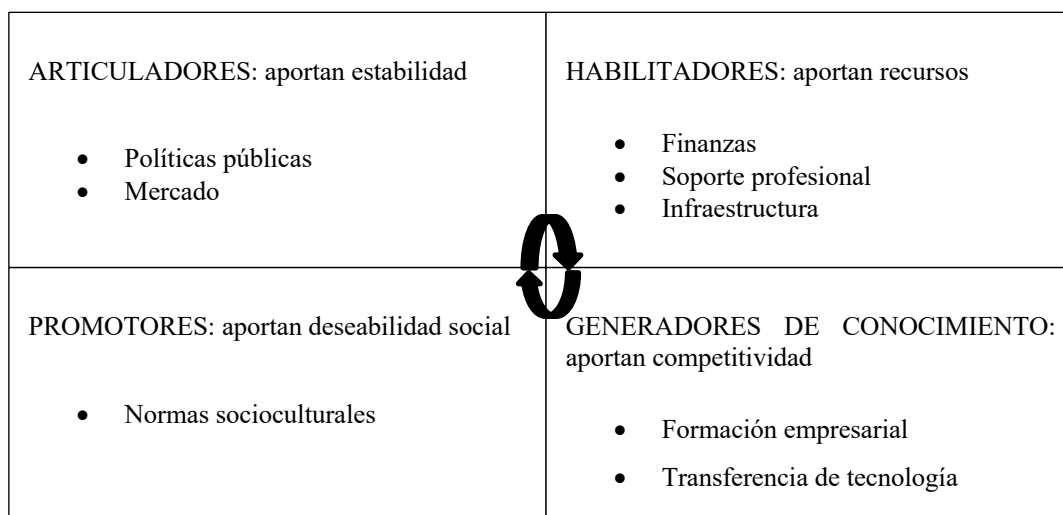 ARTICULADORES: aportan estabilidad
• Políticas públicas
• Mercado
HABILITADORES: aportan recursos
• Finanzas
• Soporte profesional
• Infraestructura
PROMOTORES: aportan deseabilidad social
• Normas socioculturales
GENERADORES DE CONOCIMIENTO:
aportan competitividad
• Formación empresarial
• Transferencia de tecnología